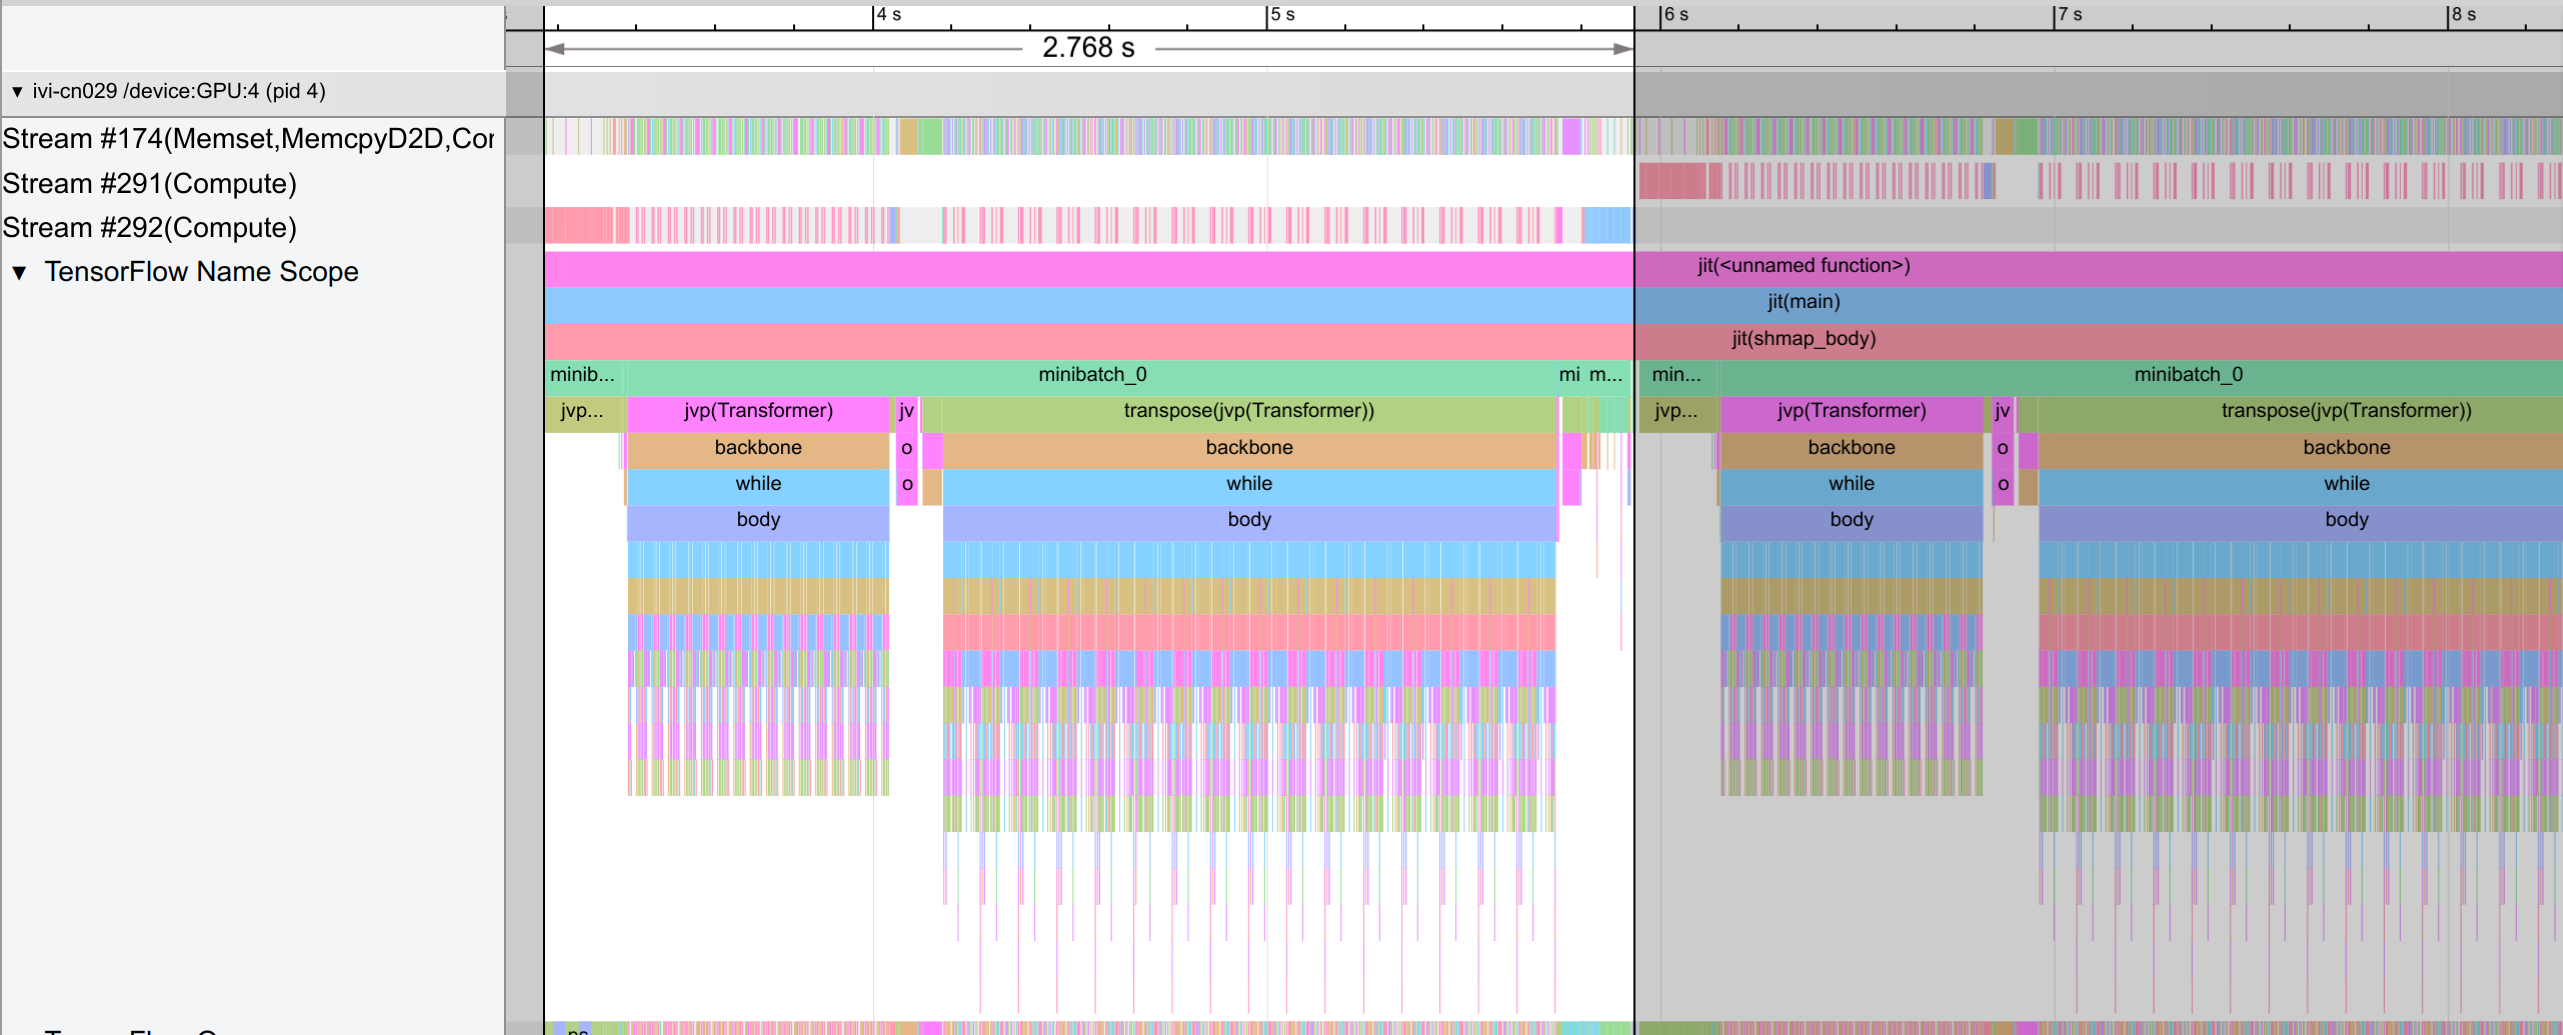 4 s 5 s 6 s 7 s 8 s
2.768 s
▼ ivi-cn029 /device:GPU:4 (pid 4)
Stream #174(Memset,MemcpyD2D,Cor
Stream #291(Compute)
Stream #292(Compute)
▼ TensorFlow Name Scope
jit(<unnamed function>)
jit(main)
jit(shmap_body)
minib... minibatch_0 mi m... min... minibatch_0
jvp... jvp(Transformer) jv transpose(jvp(Transformer)) jvp... jvp(Transformer) jv transpose(jvp(Transformer))
backbone o backbone backbone o backbone
while o while while o while
body body body body